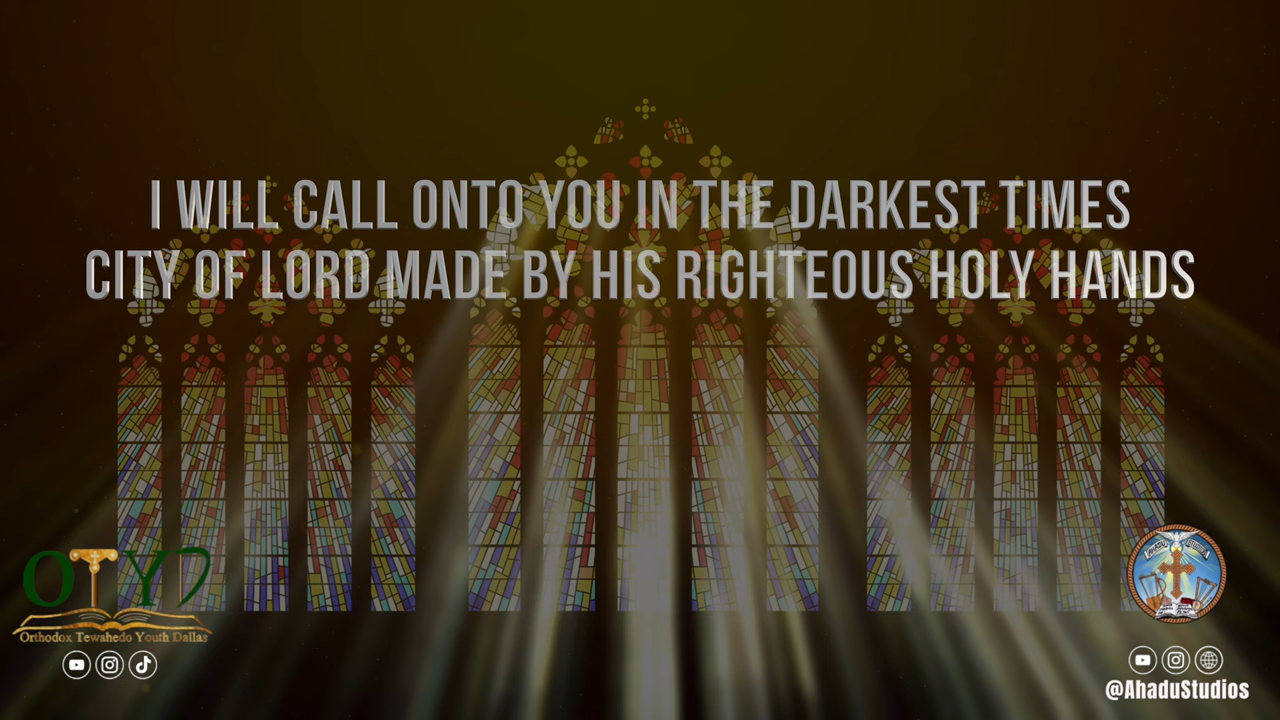 I WILL CALL ONTO YOU IN THE DARKEST TIMES
CITY OF LORD MADE BY HIS RIGHTEOUS HOLY HANDS
OTYD
Orthodox Tewahedo Youth Dallas
@AhaduStudios